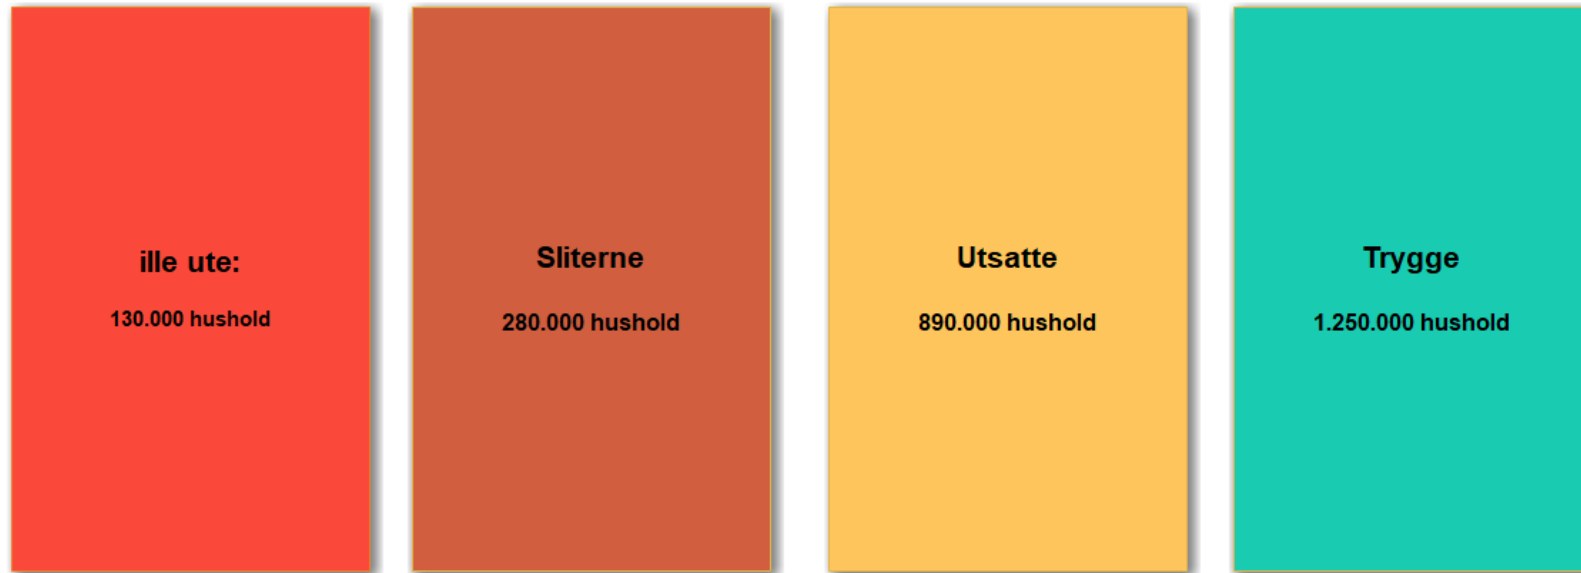 ille ute:
130.000 hushold
Sliterne
280.000 hushold
Utsatte
890.000 hushold
Trygge
1.250.000 hushold